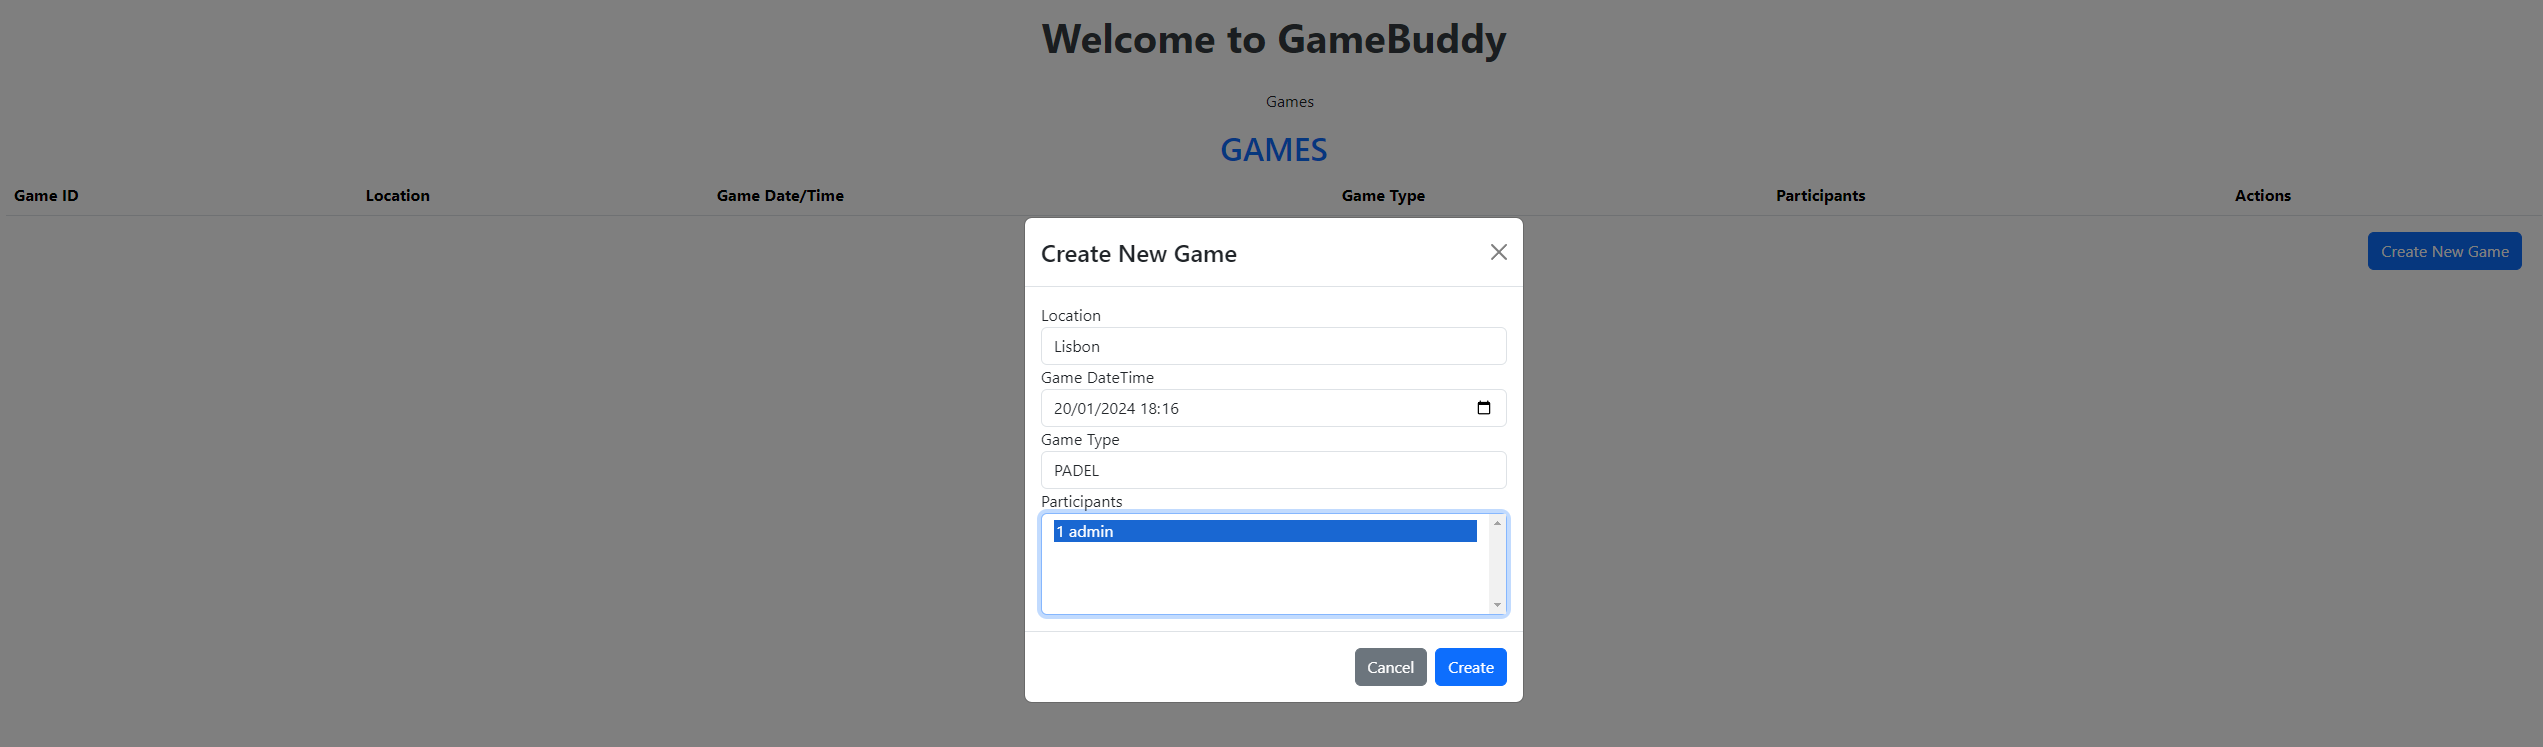 Welcome to GameBuddy
Games
GAMES
Game ID Location Game Date/Time Game Type Participants Actions
Create New Game
Create New Game
Location
Lisbon
Game DateTime
20/01/2024 18:16
Game Type
PADEL
Participants
1 admin
Cancel Create